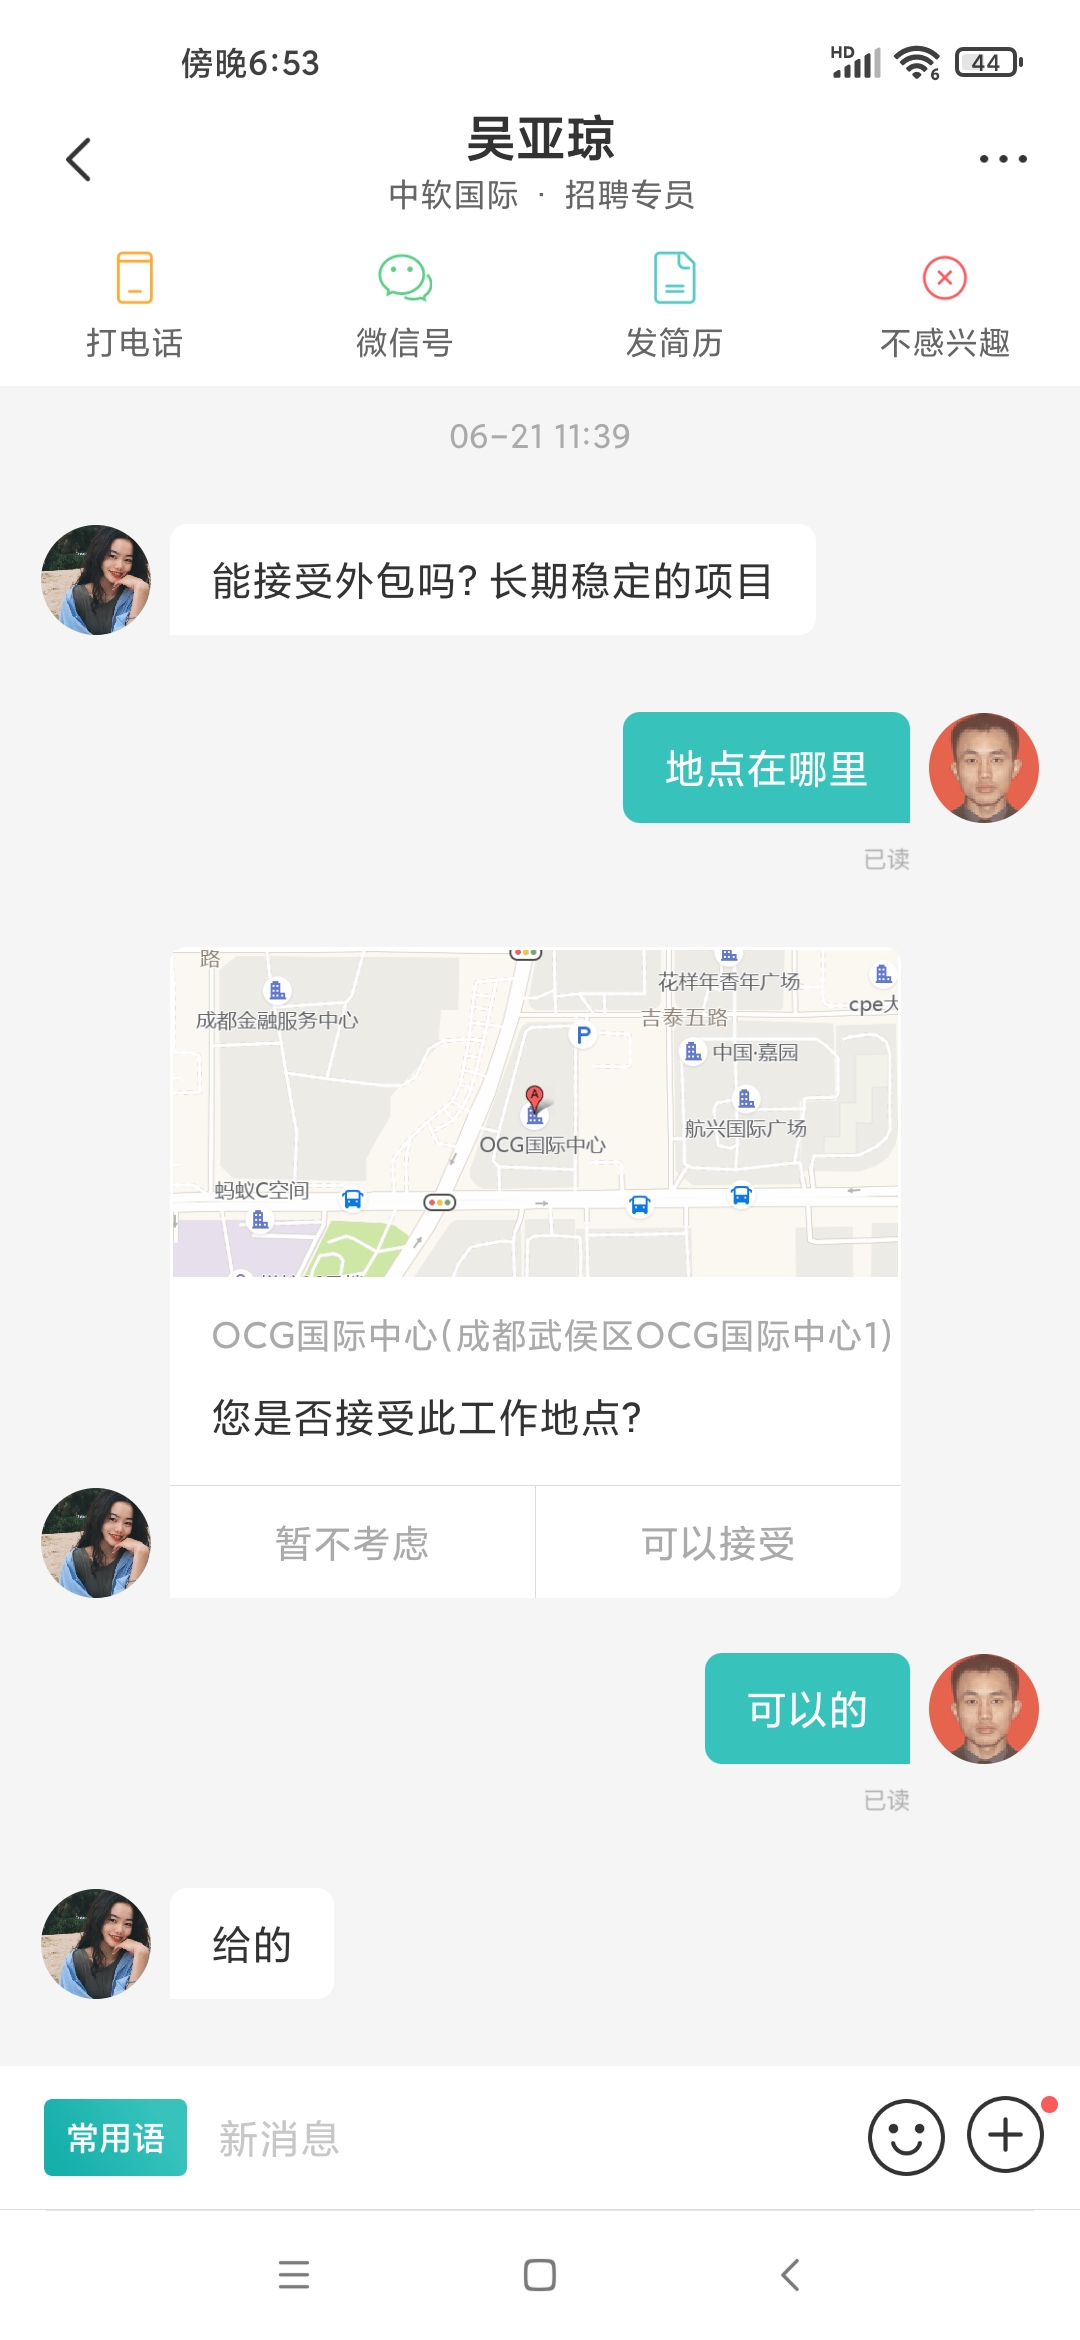 傍晚6:53
HD
6
44
吴亚琼
中软国际 · 招聘专员
打电话
微信号
发简历
不感兴趣
06-21 11:39
能接受外包吗? 长期稳定的项目
地点在哪里
已读
路
花样年香年广场
cpe大
成都金融服务中心
吉泰五路
P
中国·嘉园
A
航兴国际广场
OCG国际中心
蚂蚁C空间
OCG国际中心(成都武侯区OCG国际中心1)
您是否接受此工作地点?
暂不考虑
可以接受
可以的
已读
给的
常用语
新消息